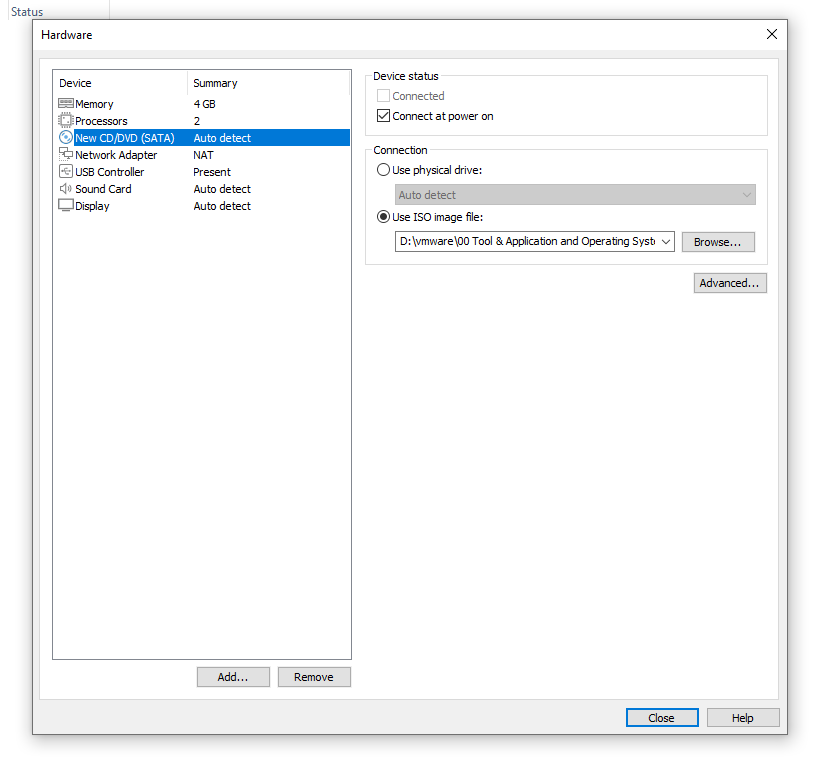 Status
Hardware
Device Summary
Memory 4 GB
Processors 2
New CD/DVD (SATA) Auto detect
Network Adapter NAT
USB Controller Present
Sound Card Auto detect
Display Auto detect
Add...
Remove
Device status
Connected
Connect at power on
Connection
Use physical drive:
Auto detect
Use ISO image file:
D:\vmware\00 Tool & Application and Operating Syste
Browse...
Advanced...
Close
Help